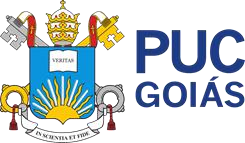 VERITAS
IN SCIENTIA ET FIDE
PUC
GOIÁS